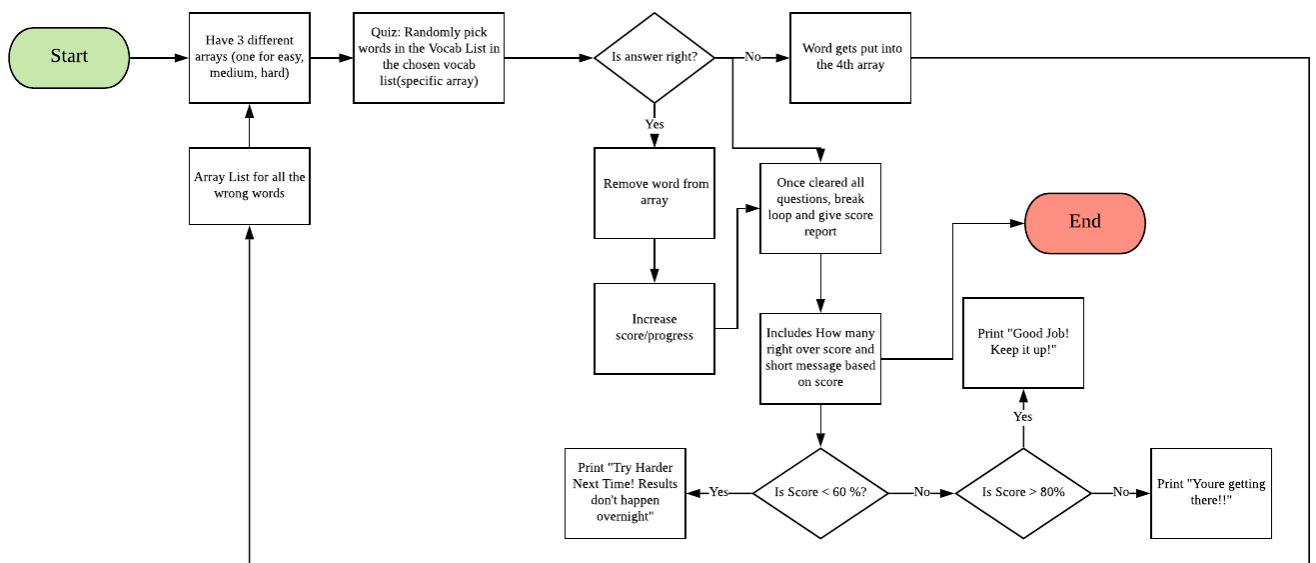 Start
Have 3 different
arrays (one for easy,
medium, hard)
Quiz: Randomly pick
words in the Vocab List in
the chosen vocab
list(specific array)
Is answer right?
No
Word gets put into
the 4th array
Yes
Array List for all the
wrong words
Remove word from
array
Once cleared all
questions, break
loop and give score
report
End
Increase
score/progress
Includes How many
right over score and
short message based
on score
Print "Good Job!
Keep it up!"
Yes
Print "Try Harder
Next Time! Results
don't happen
overnight"
Yes
Is Score < 60 %?
No
Is Score > 80%
No
Print "Youre getting
there!!"